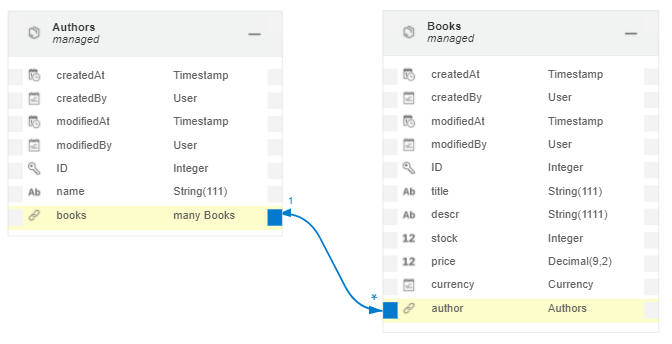 Authors
managed
createdAt Timestamp
createdBy User
modifiedAt Timestamp
modifiedBy User
ID Integer
Ab name String(111)
books many Books
1
*
Books
managed
createdAt Timestamp
createdBy User
modifiedAt Timestamp
modifiedBy User
ID Integer
Ab title String(111)
Ab descr String(1111)
12 stock Integer
12 price Decimal(9,2)
currency Currency
author Authors